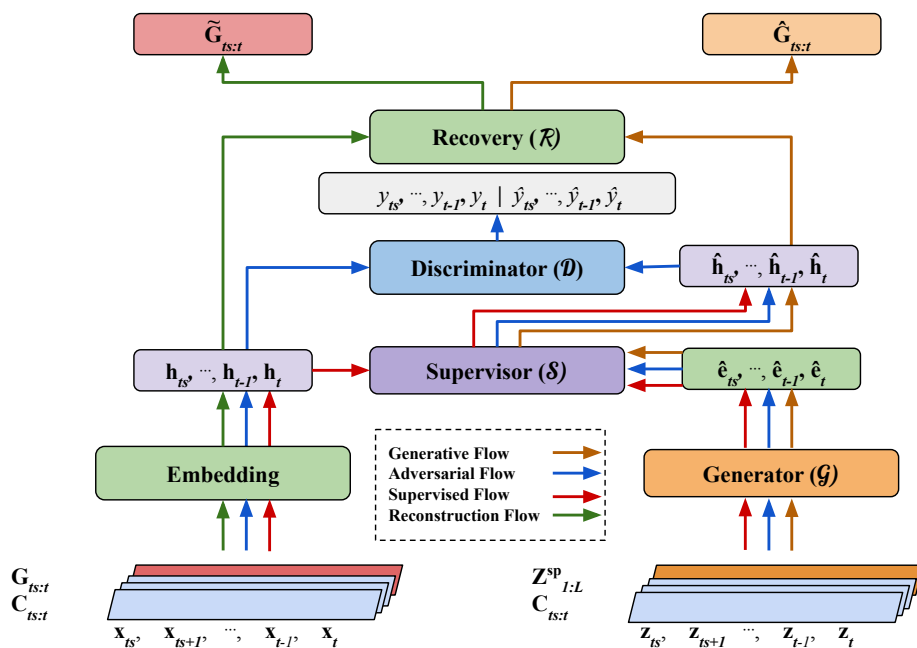 G̃ts:t
Ĝts:t
Recovery (R)
yts, ..., yt-1, yt | ŷts, ..., ŷt-1, ŷt
Discriminator (D)
ĥts, ..., ĥt-1, ĥt
hts, ..., ht-1, ht
Supervisor (S)
êts, ..., êt-1, êt
Embedding
Generative Flow
Adversarial Flow
Supervised Flow
Reconstruction Flow
Generator (G)
Gts:t
Cts:t
xts, xts+1, ..., xt-1, xt
Zsp1:L
Cts:t
zts, zts+1 ..., zt-1, zt